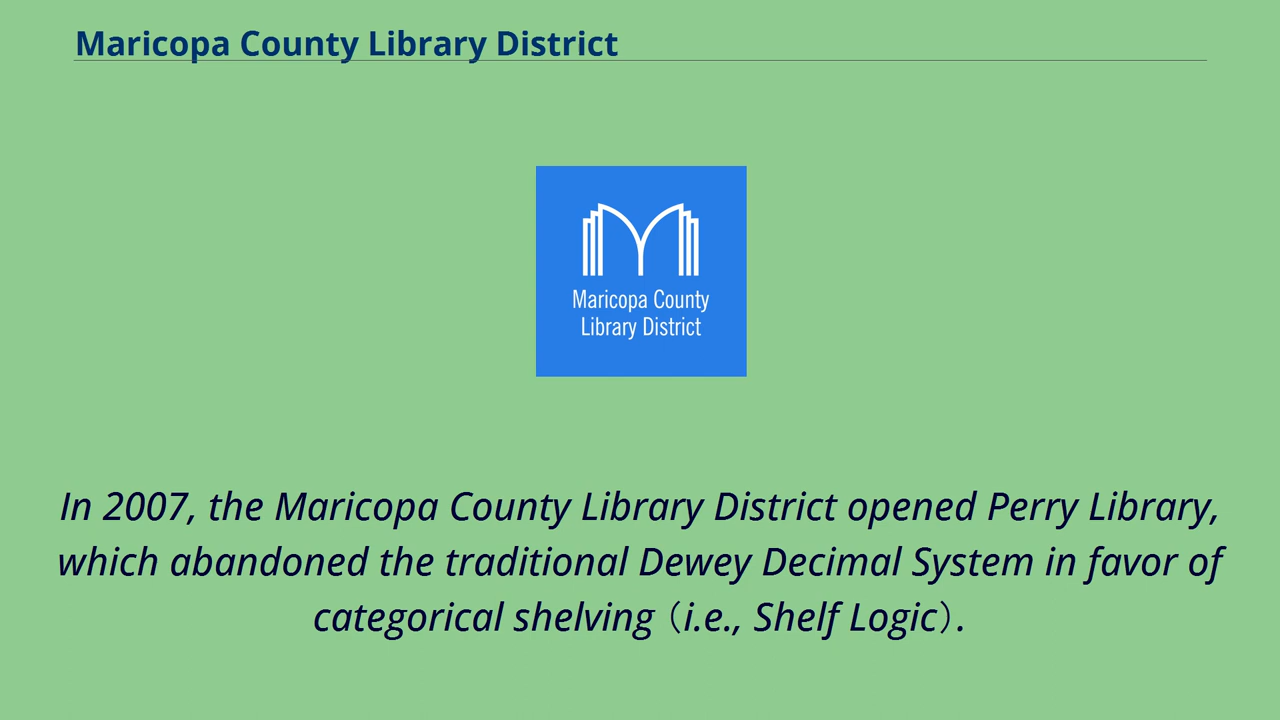 Maricopa County Library District
Maricopa County
Library District
In 2007, the Maricopa County Library District opened Perry Library,
which abandoned the traditional Dewey Decimal System in favor of
categorical shelving（i.e., Shelf Logic）.